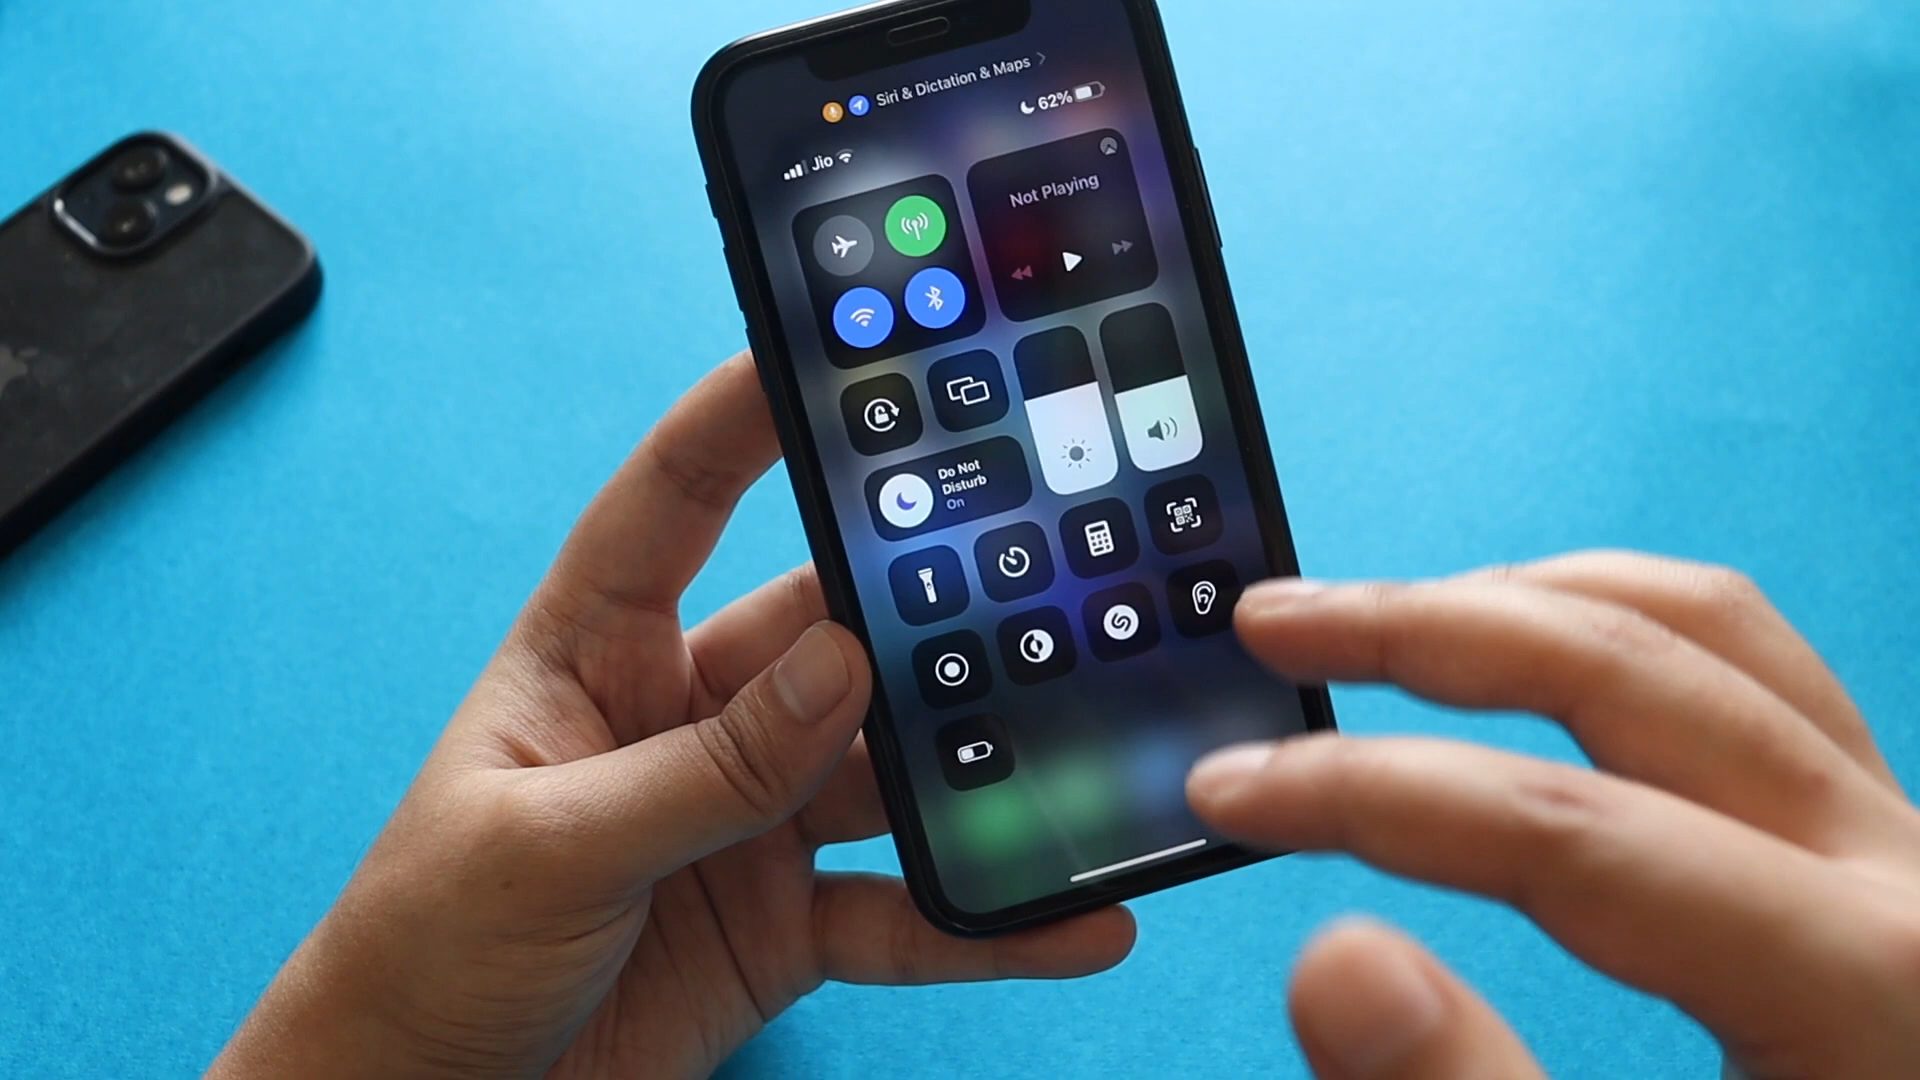 Siri & Dictation & Maps
62%
Jio
Not Playing
Do Not
Disturb
On